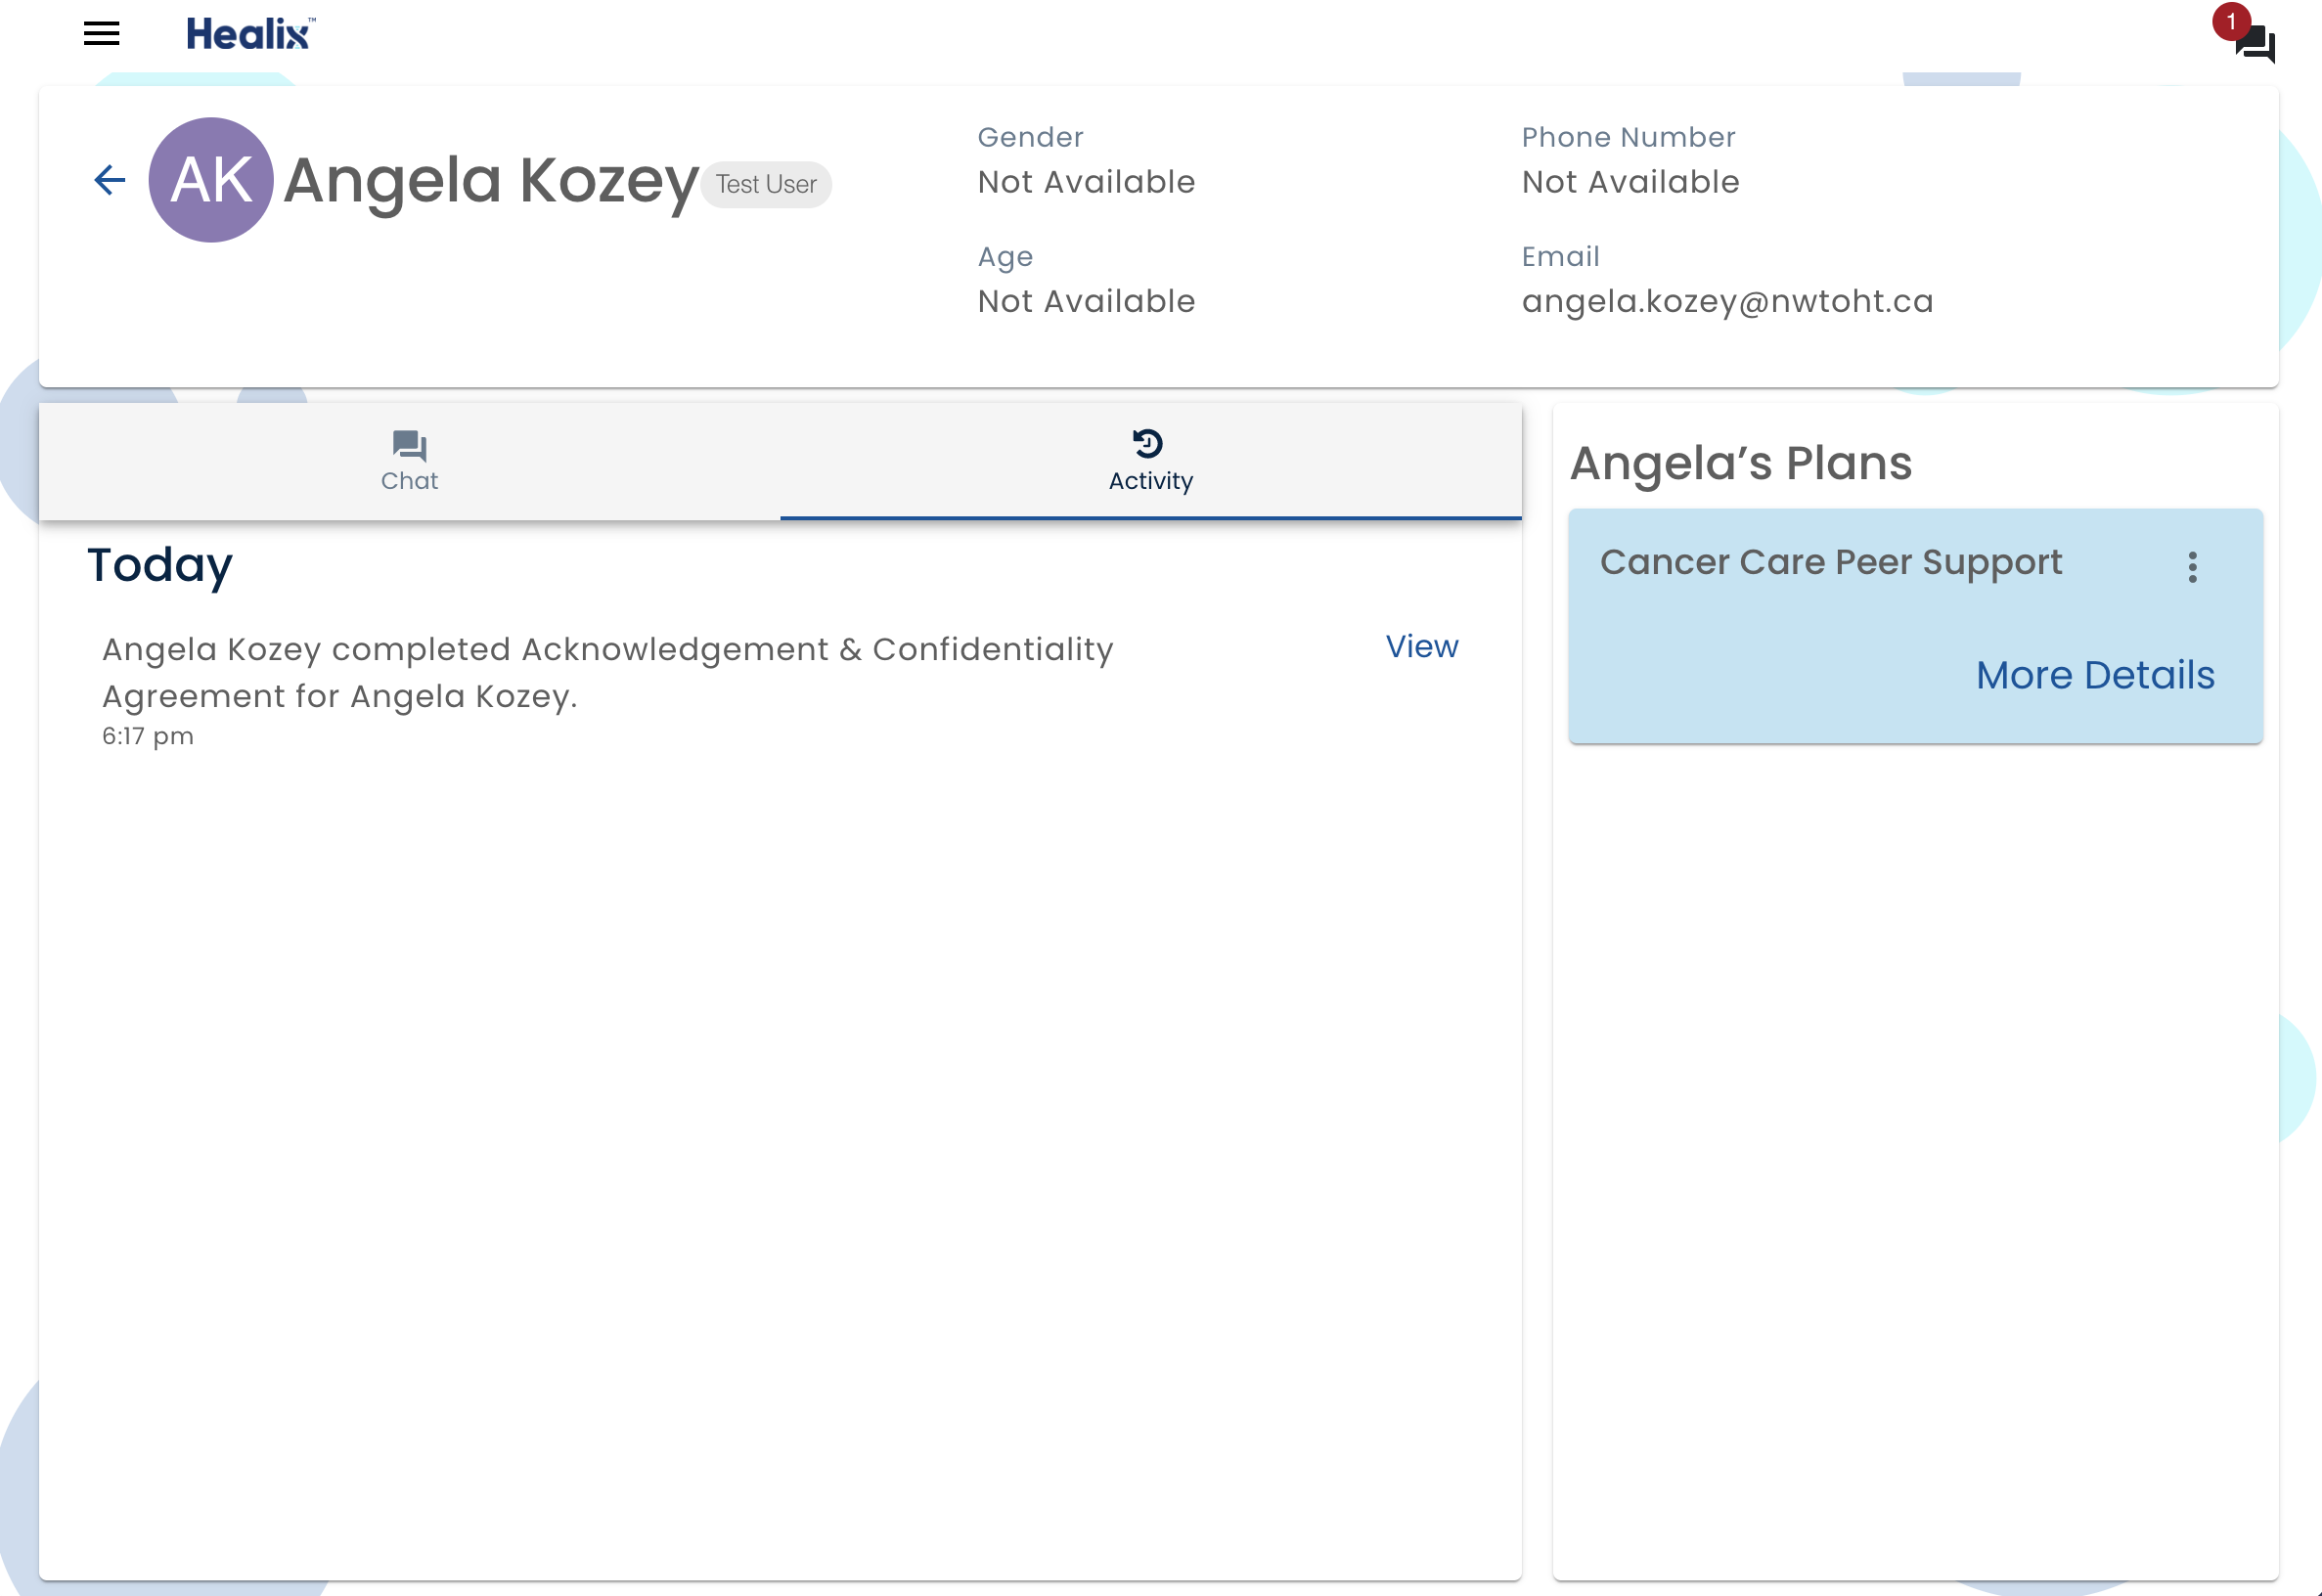 Healix™
1
AK
Angela Kozey
Test User
Gender
Not Available
Phone Number
Not Available
Age
Not Available
Email
angela.kozey@nwtoht.ca
Chat
Activity
Today
Angela Kozey completed Acknowledgement & Confidentiality
Agreement for Angela Kozey.
6:17 pm
View
Angela’s Plans
Cancer Care Peer Support
More Details